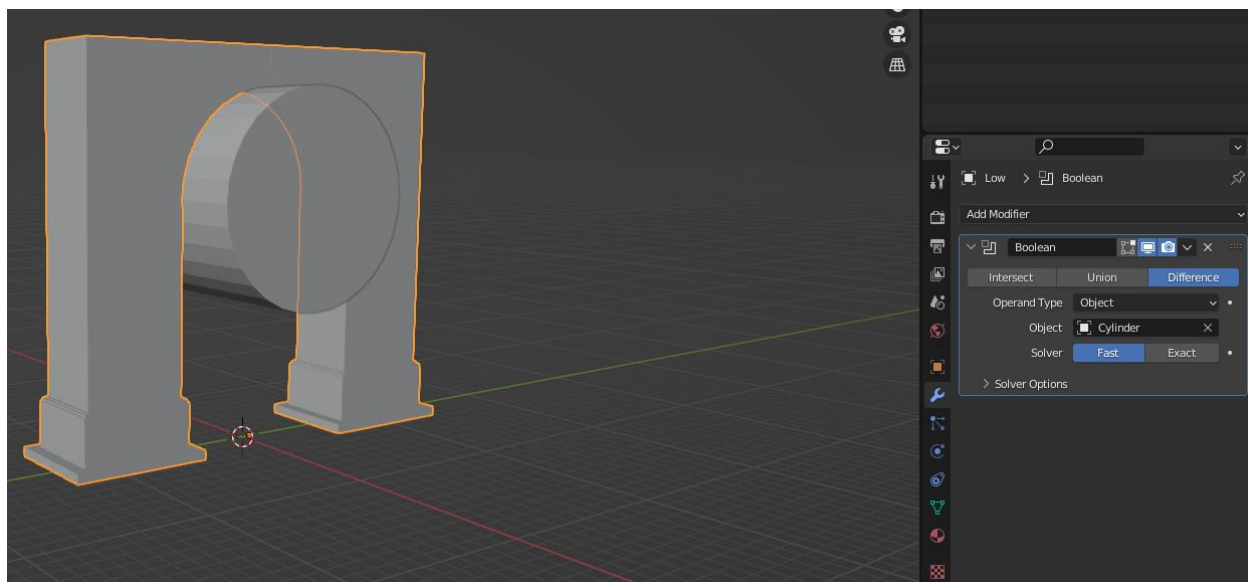 Low > Boolean
Add Modifier
Boolean
Intersect Union Difference
Operand Type Object
Object Cylinder
Solver Fast Exact
> Solver Options